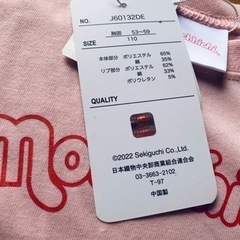 NO. J60132DE
胸囲 53〜59
SIZE 110
本体部分 ポリエステル 65%
綿 35%
リブ部分 ポリエステル 62%
綿 33%
ポリウレタン 5%
QUALITY
©2022 Sekiguchi Co.,Ltd.
日本織物中央卸商業組合連合会
03-3663-2102
T-97
中国製